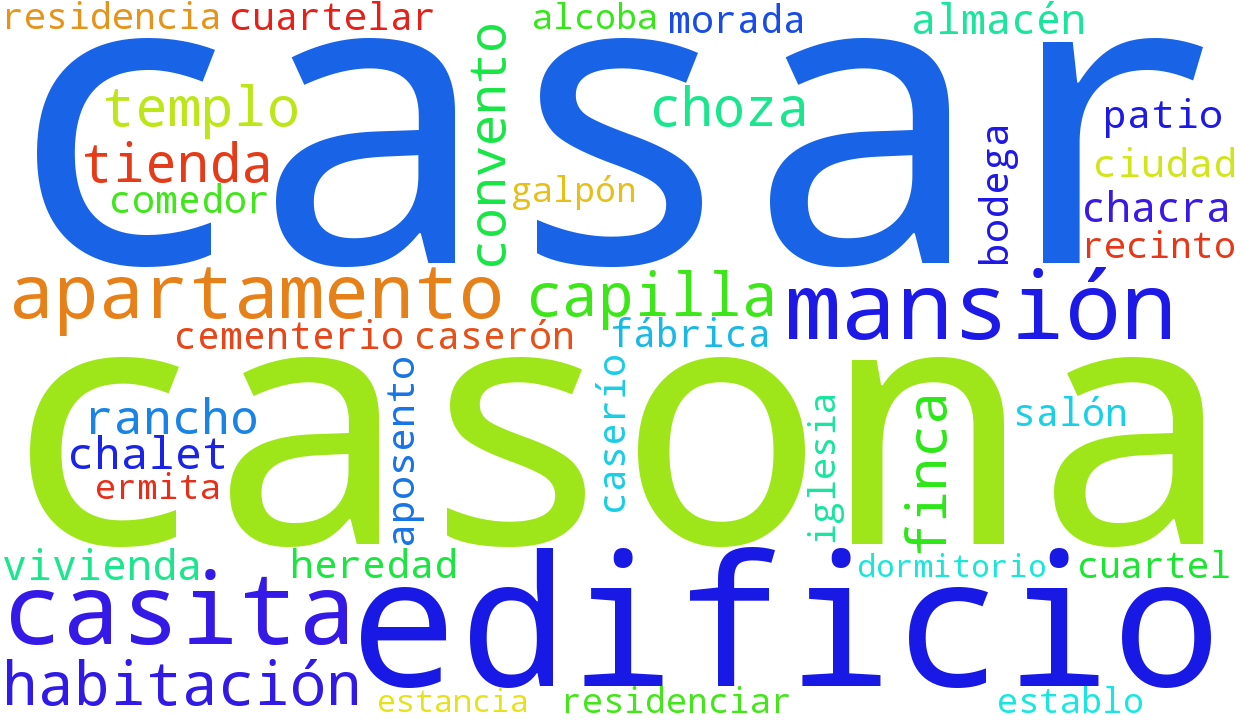 residencia
cuartelar
alcoba
morada
almacén
casar
convento
templo
choza
patio
tienda
bodega
ciudad
comedor
galpón
chacra
recinto
apartamento
capilla
mansión
cementerio
caserón
fábrica
casona
aposento
caserío
iglesia
finca
rancho
salón
chalet
ermita
vivienda
heredad
dormitorio
cuartel
casita
edificio
habitación
estancia
residenciar
establo